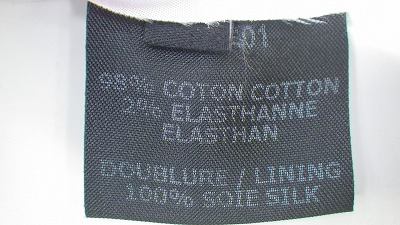 98% COTON COTTON
2% ELASTHANNE
ELASTHAN
DOUBLURE / LINING
100% SOIE SILK